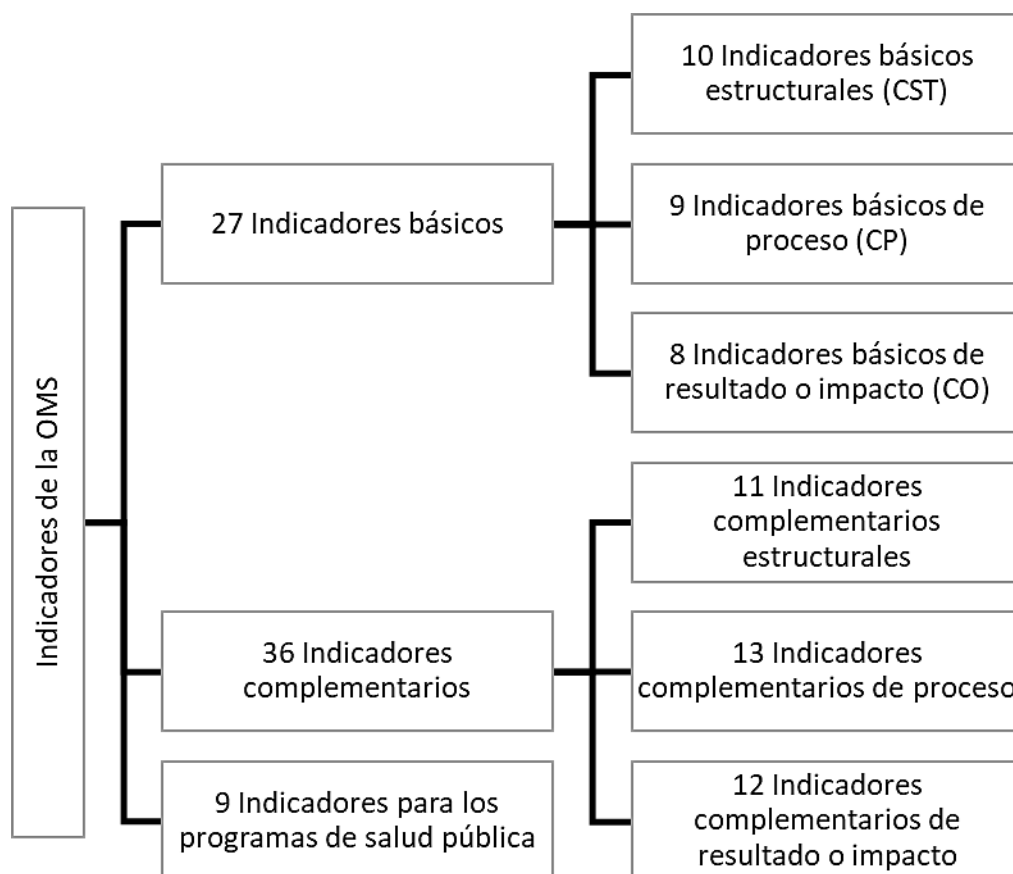 Indicadores de la OMS
27 Indicadores básicos
10 Indicadores básicos
estructurales (CST)
9 Indicadores básicos de
proceso (CP)
8 Indicadores básicos de
resultado o impacto (CO)
36 Indicadores
complementarios
11 Indicadores
complementarios
estructurales
13 Indicadores
complementarios de proceso
12 Indicadores
complementarios de
resultado o impacto
9 Indicadores para los
programas de salud pública